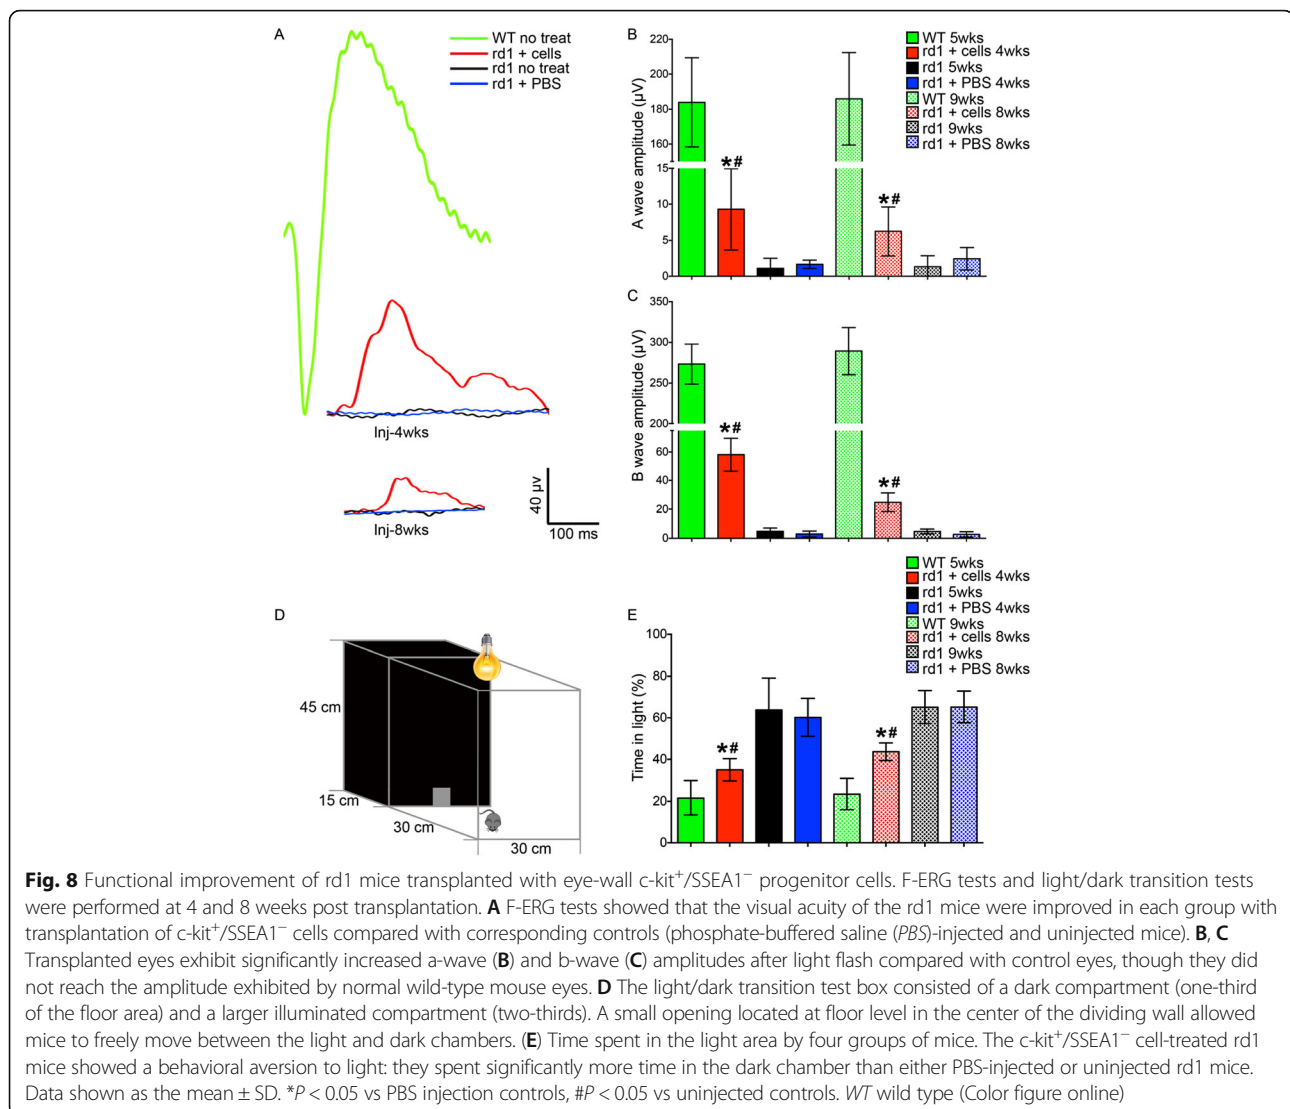 A
WT no treat
rd1 + cells
rd1 no treat
rd1 + PBS
Inj-4wks
Inj-8wks
40 µv
100 ms
B
A wave amplitude (µV)
220
200
180
160
15
10
5
0
*#
*#
WT 5wks
rd1 + cells 4wks
rd1 5wks
rd1 + PBS 4wks
WT 9wks
rd1 + cells 8wks
rd1 9wks
rd1 + PBS 8wks
C
B wave amplitude (µV)
350
300
250
200
60
40
20
0
*#
*#
D
45 cm
15 cm
30 cm
30 cm
E
WT 5wks
rd1 + cells 4wks
rd1 5wks
rd1 + PBS 4wks
WT 9wks
rd1 + cells 8wks
rd1 9wks
rd1 + PBS 8wks
Time in light (%)
100
80
60
40
20
0
*#
*#
Fig. 8 Functional improvement of rd1 mice transplanted with eye-wall c-kit⁺/SSEA1⁻ progenitor cells. F-ERG tests and light/dark transition tests
were performed at 4 and 8 weeks post transplantation. A F-ERG tests showed that the visual acuity of the rd1 mice were improved in each group with
transplantation of c-kit⁺/SSEA1⁻ cells compared with corresponding controls (phosphate-buffered saline (PBS)-injected and uninjected mice). B, C
Transplanted eyes exhibit significantly increased a-wave (B) and b-wave (C) amplitudes after light flash compared with control eyes, though they did
not reach the amplitude exhibited by normal wild-type mouse eyes. D The light/dark transition test box consisted of a dark compartment (one-third
of the floor area) and a larger illuminated compartment (two-thirds). A small opening located at floor level in the center of the dividing wall allowed
mice to freely move between the light and dark chambers. (E) Time spent in the light area by four groups of mice. The c-kit⁺/SSEA1⁻ cell-treated rd1
mice showed a behavioral aversion to light: they spent significantly more time in the dark chamber than either PBS-injected or uninjected rd1 mice.
Data shown as the mean ± SD. *P < 0.05 vs PBS injection controls, #P < 0.05 vs uninjected controls. WT wild type (Color figure online)